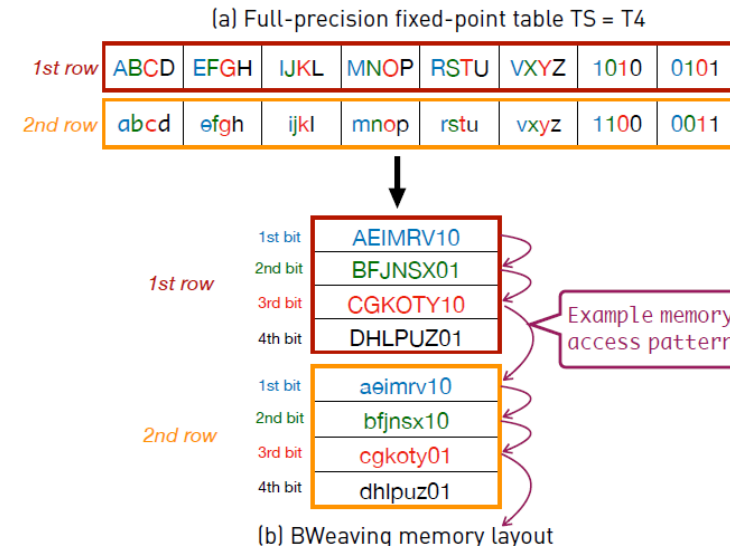 (a) Full-precision fixed-point table TS = T4
1st row ABCD EFGH IJKL MNOP RSTU VXYZ 1010 0101
2nd row abcd efgh ijkl mnop rstu vxyz 1100 0011
1st row
1st bit AEIMRV10
2nd bit BFJNSX01
3rd bit CGKOTY10
4th bit DHLPUZ01
Example memory
access pattern
2nd row
1st bit aeimrv10
2nd bit bfjnsx10
3rd bit cgkoty01
4th bit dhlpuz01
(b) BWeaving memory layout